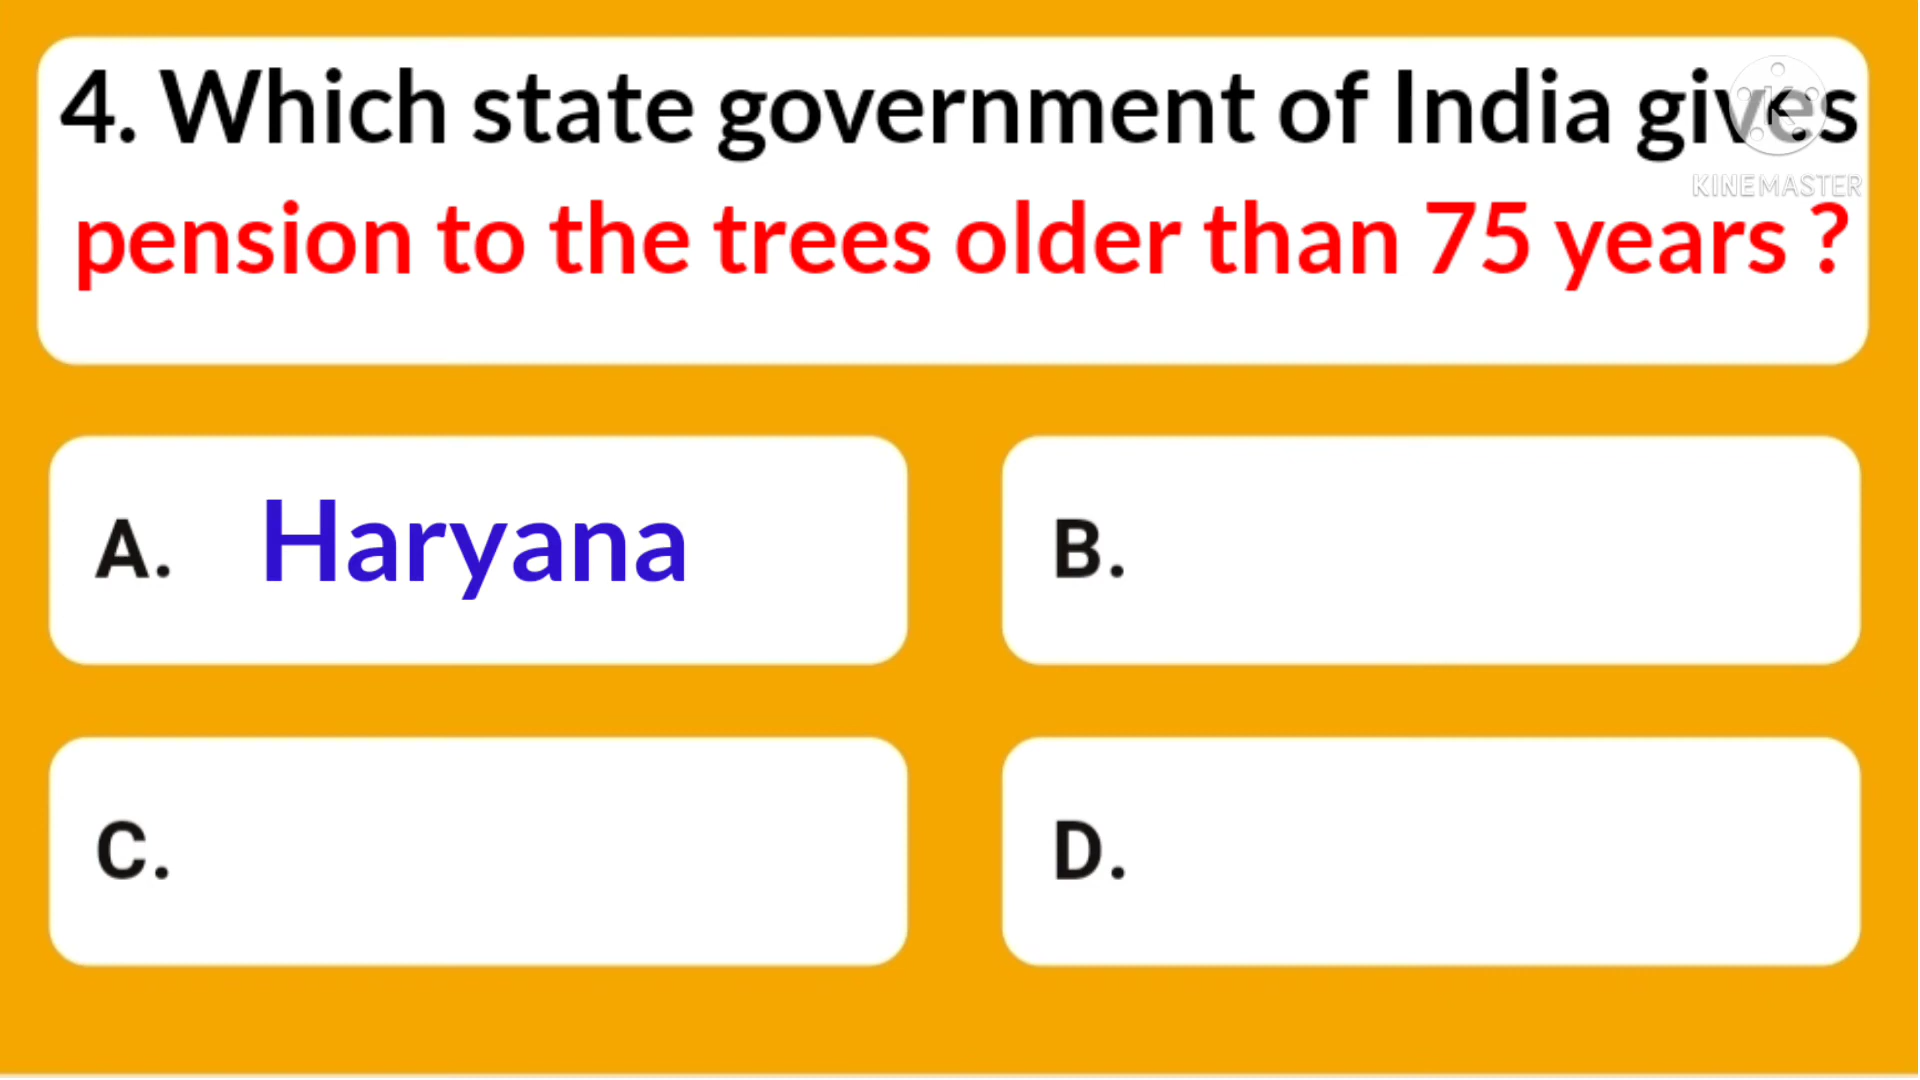 4. Which state government of India gives
KINEMASTER
pension to the trees older than 75 years ?
A. Haryana
B.
C.
D.